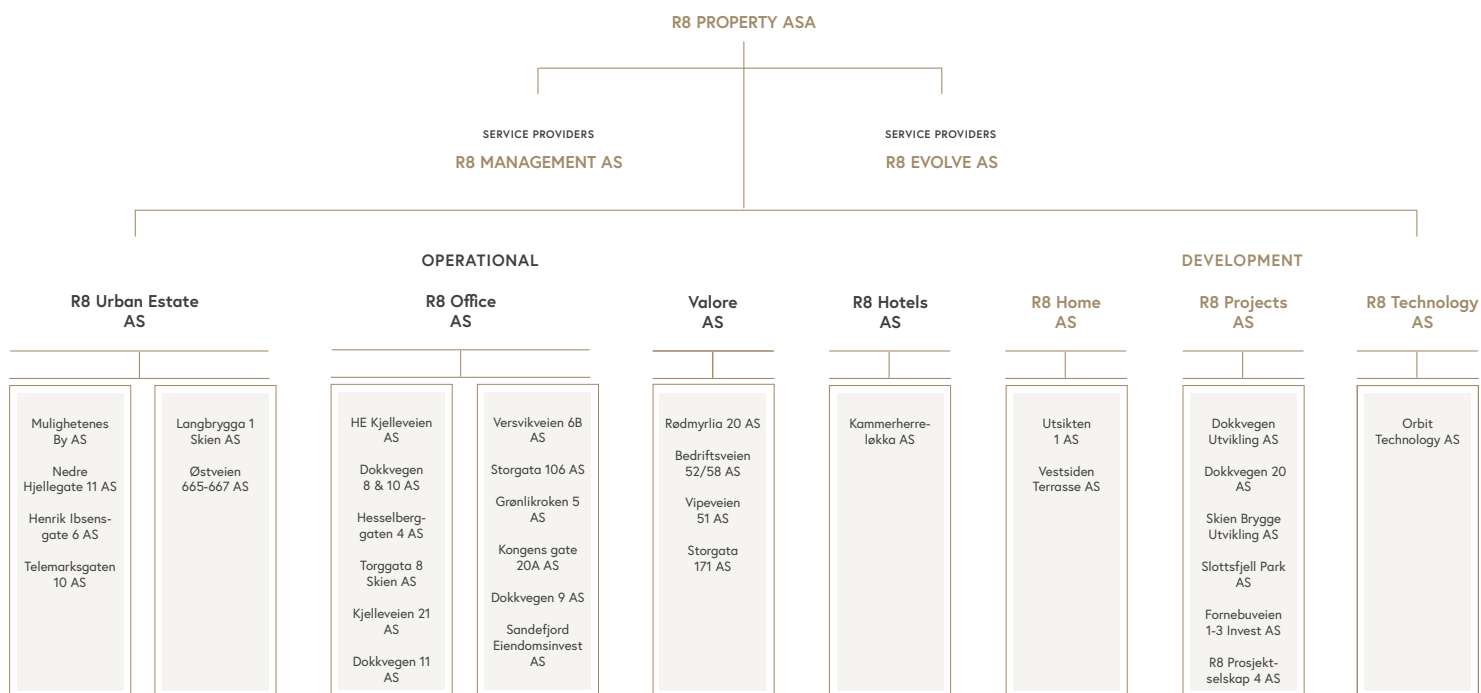 R8 PROPERTY ASA
SERVICE PROVIDERS
R8 MANAGEMENT AS
SERVICE PROVIDERS
R8 EVOLVE AS
OPERATIONAL
DEVELOPMENT
R8 Urban Estate
AS
R8 Office
AS
Valore
AS
R8 Hotels
AS
R8 Home
AS
R8 Projects
AS
R8 Technology
AS
Mulighetenes
By AS
Nedre
Hjellegate 11 AS
Henrik Ibsens-
gate 6 AS
Telemarksgaten
10 AS
Langbrygga 1
Skien AS
Østveien
665-667 AS
HE Kjelleveien
AS
Dokkvegen
8 & 10 AS
Hesselberg-
gaten 4 AS
Torggata 8
Skien AS
Kjelleveien 21
AS
Dokkvegen 11
AS
Versvikveien 6B
AS
Storgata 106 AS
Grønlikroken 5
AS
Kongens gate
20A AS
Dokkvegen 9 AS
Sandefjord
Eiendomsinvest
AS
Rødmyrlia 20 AS
Bedriftsveien
52/58 AS
Vipeveien
51 AS
Storgata
171 AS
Kammerherre-
løkka AS
Utsikten
1 AS
Vestsiden
Terrasse AS
Dokkvegen
Utvikling AS
Dokkvegen 20
AS
Skien Brygge
Utvikling AS
Slottsfjell Park
AS
Fornebuveien
1-3 Invest AS
R8 Prosjekt-
selskap 4 AS
Orbit
Technology AS